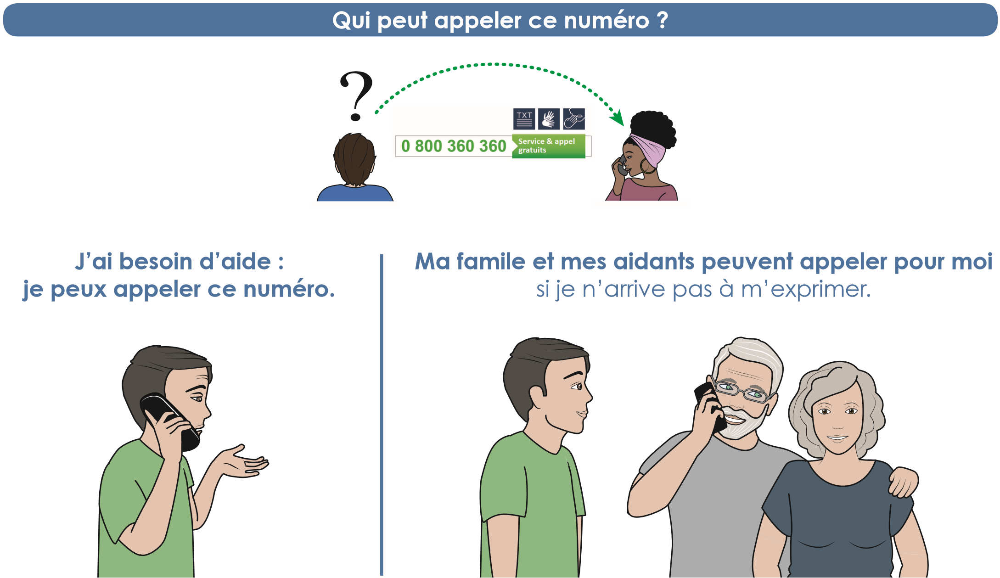 Qui peut appeler ce numéro ?
TXT
0 800 360 360
Service & appel
gratuits
J’ai besoin d’aide :
je peux appeler ce numéro.
Ma famile et mes aidants peuvent appeler pour moi
si je n’arrive pas à m’exprimer.